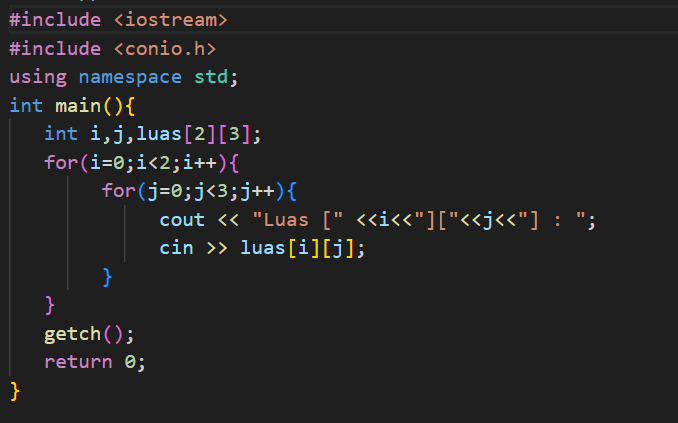 #include <iostream>
#include <conio.h>
using namespace std;
int main(){
    int i,j,luas[2][3];
    for(i=0;i<2;i++){
        for(j=0;j<3;j++){
            cout << "Luas [" <<i<<"]["<<j<<"] : ";
            cin >> luas[i][j];
        }
    }
    getch();
    return 0;
}